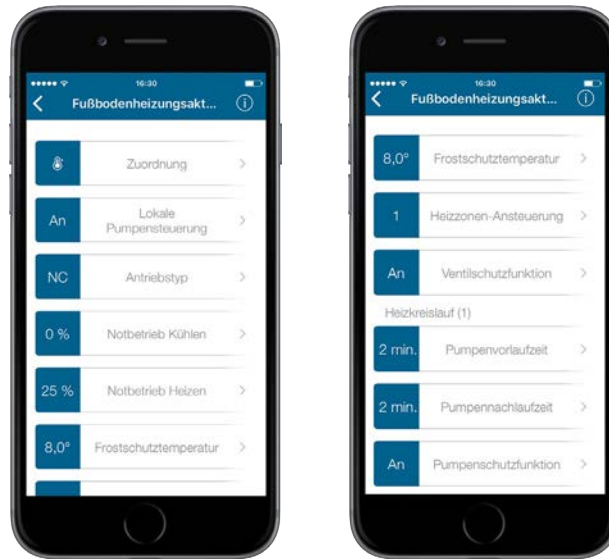 16:30
Fußbodenheizungsakt...
Zuordnung
An
Lokale
Pumpensteuerung
NC
Antriebstyp
0 %
Notbetrieb Kühlen
25 %
Notbetrieb Heizen
8,0°
Frostschutztemperatur
16:30
Fußbodenheizungsakt...
8,0°
Frostschutztemperatur
1
Heizzonen-Ansteuerung
An
Ventilschutzfunktion
Heizkreislauf (1)
2 min.
Pumpenvorlaufzeit
2 min.
Pumpennachlaufzeit
An
Pumpenschutzfunktion